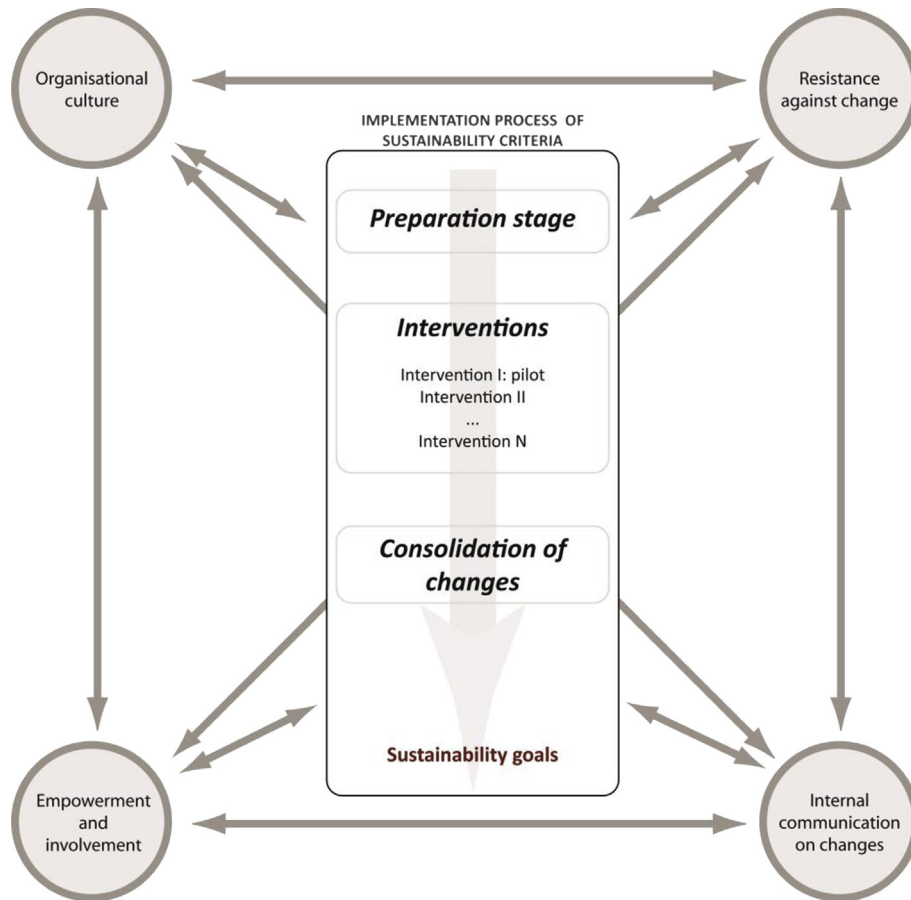 Organisational
culture
Resistance
against change
IMPLEMENTATION PROCESS OF
SUSTAINABILITY CRITERIA
Preparation stage
Interventions
Intervention I: pilot
Intervention II
...
Intervention N
Consolidation of
changes
Sustainability goals
Empowerment
and
involvement
Internal
communication
on changes